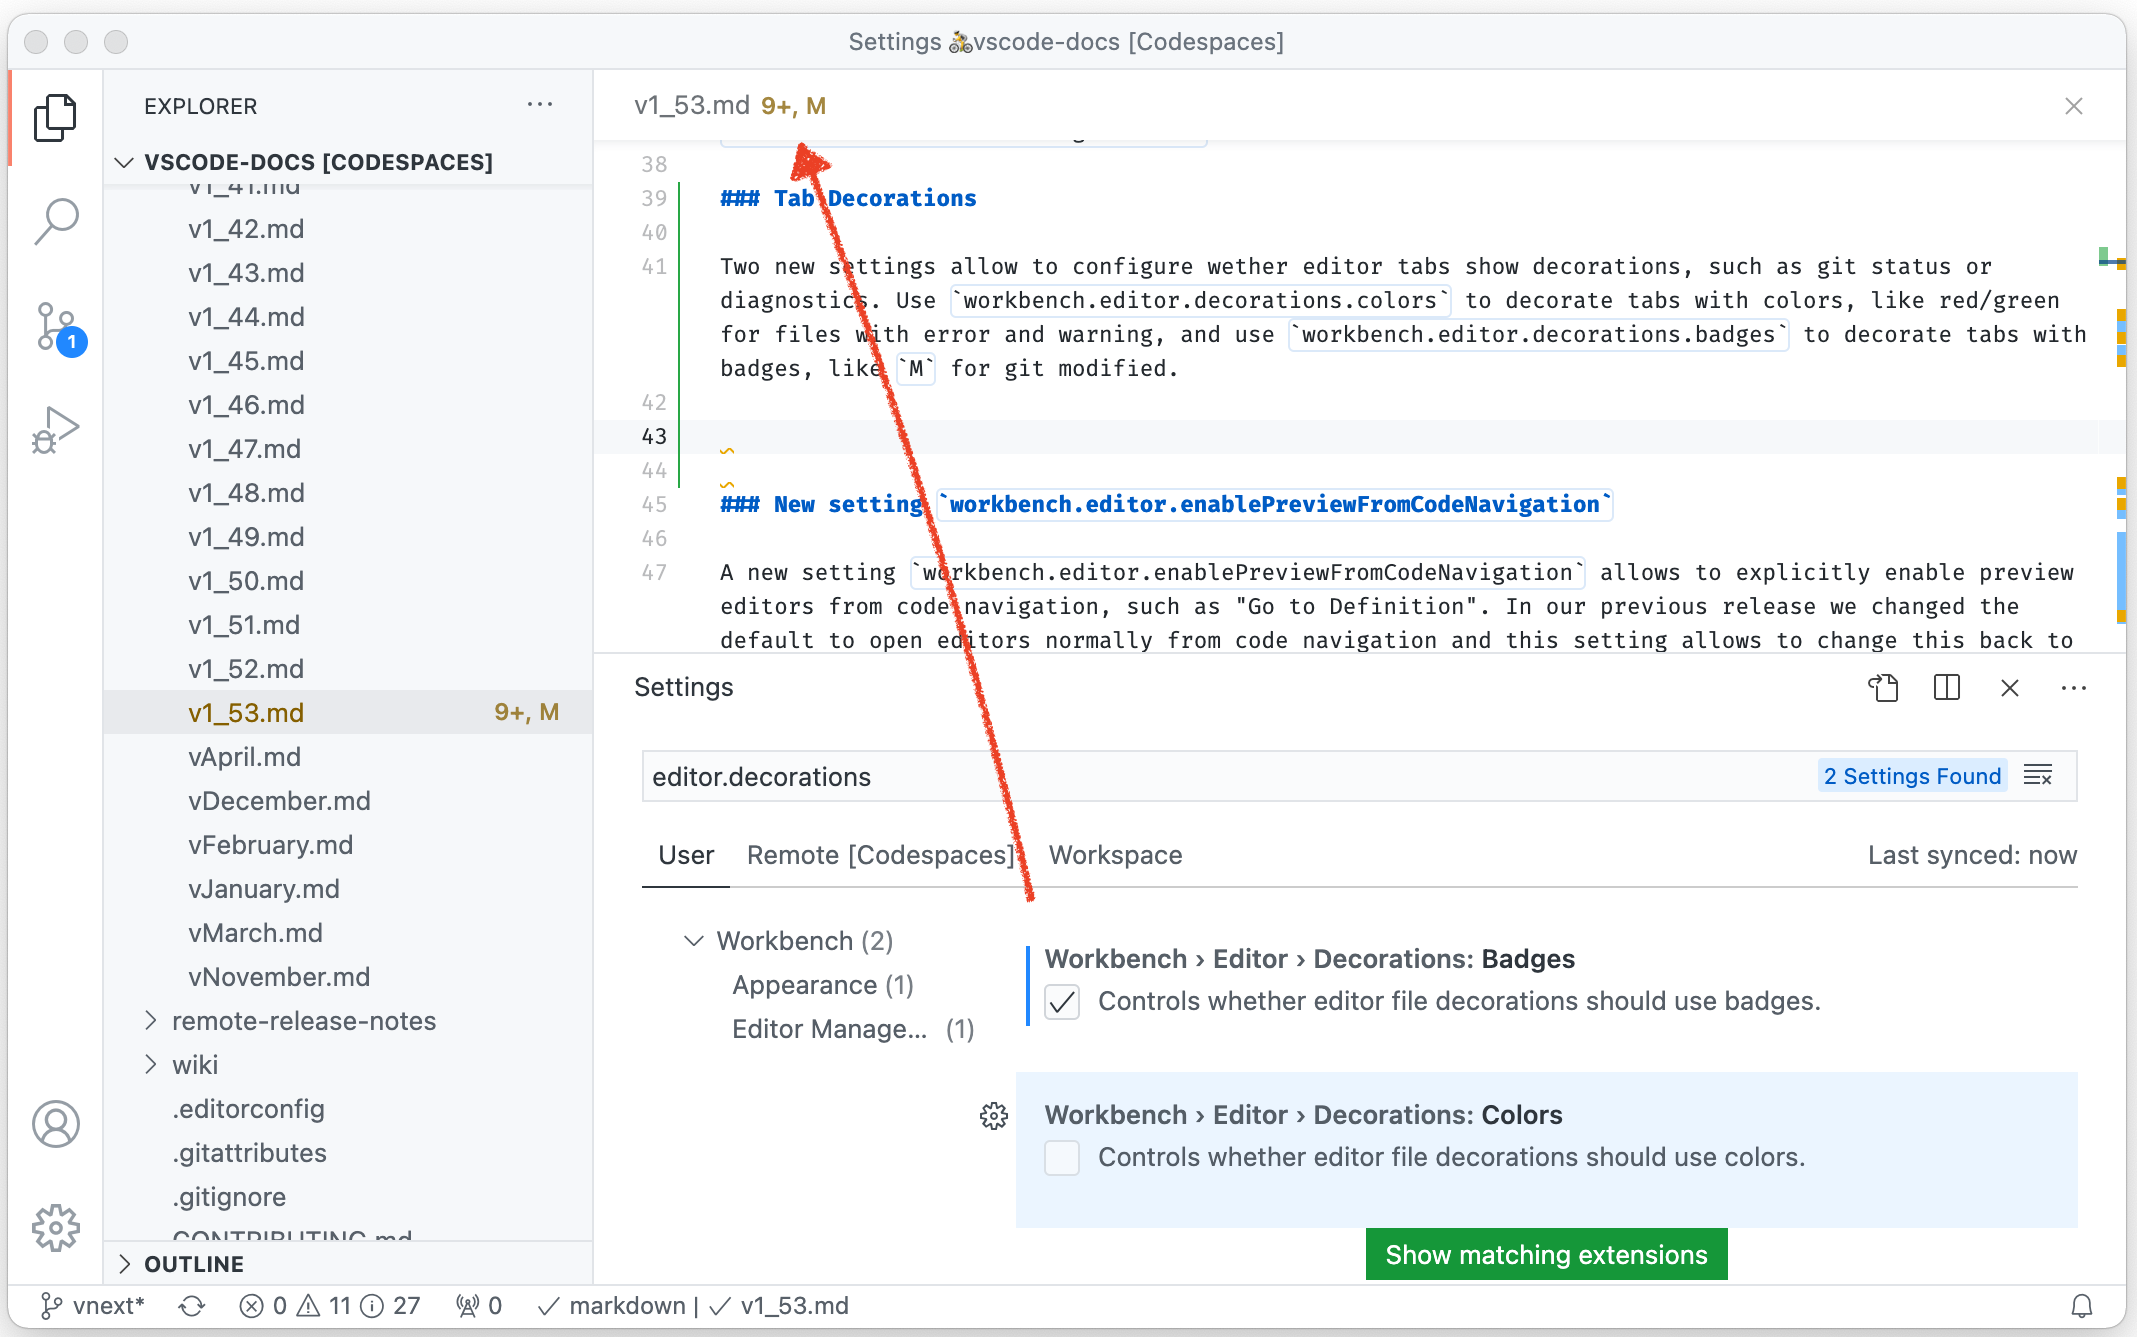 Settings 🚴vscode-docs [Codespaces]
EXPLORER
VSCODE-DOCS [CODESPACES]
v1_41.md
v1_42.md
v1_43.md
v1_44.md
v1_45.md
v1_46.md
v1_47.md
v1_48.md
v1_49.md
v1_50.md
v1_51.md
v1_52.md
v1_53.md 9+, M
vApril.md
vDecember.md
vFebruary.md
vJanuary.md
vMarch.md
vNovember.md
remote-release-notes
wiki
.editorconfig
.gitattributes
.gitignore
CONTRIBUTING.md
OUTLINE
1
v1_53.md 9+, M
38
39 ### Tab Decorations
40
41 Two new settings allow to configure wether editor tabs show decorations, such as git status or
diagnostics. Use `workbench.editor.decorations.colors` to decorate tabs with colors, like red/green
for files with error and warning, and use `workbench.editor.decorations.badges` to decorate tabs with
badges, like `M` for git modified.
42
43
44
45 ### New setting `workbench.editor.enablePreviewFromCodeNavigation`
46
47 A new setting `workbench.editor.enablePreviewFromCodeNavigation` allows to explicitly enable preview
editors from code navigation, such as "Go to Definition". In our previous release we changed the
default to open editors normally from code navigation and this setting allows to change this back to
Settings
editor.decorations 2 Settings Found
User Remote [Codespaces] Workspace Last synced: now
Workbench (2)
Appearance (1)
Editor Manage... (1)
Workbench › Editor › Decorations: Badges
Controls whether editor file decorations should use badges.
Workbench › Editor › Decorations: Colors
Controls whether editor file decorations should use colors.
Show matching extensions
vnext* 0 11 27 0 markdown | v1_53.md